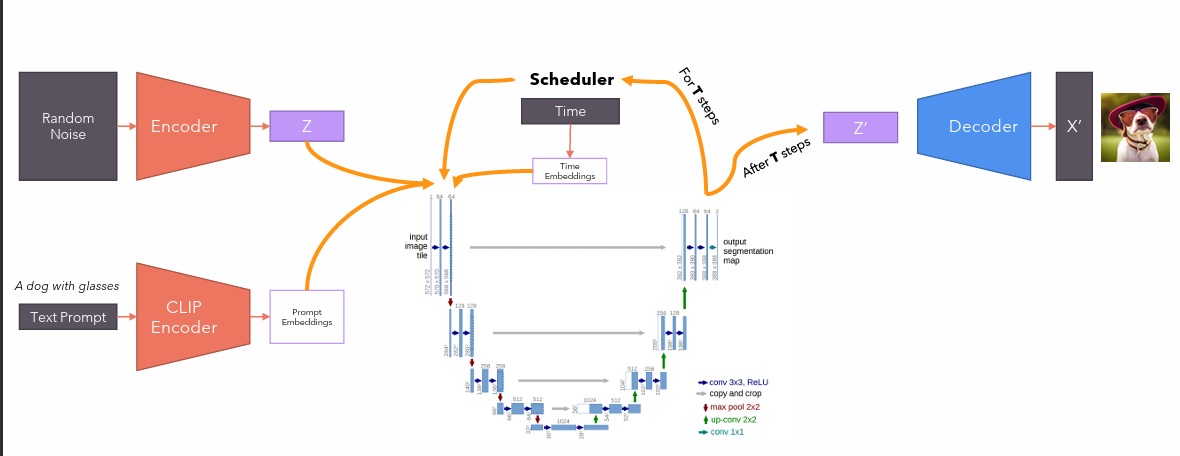 Random
Noise
Encoder
Z
Scheduler
Time
Time
Embeddings
For T steps
After T steps
Z'
Decoder
X'
A dog with glasses
Text Prompt
CLIP
Encoder
Prompt
Embeddings
1 64 64
input
image
tile
572 x 572
570 x 570
568 x 568
128 64 64 2
output
segmentation
map
392 x 392
390 x 390
388 x 388
388 x 388
128 128
284²
282²
280²
256 128
200²
198²
196²
256 256
140²
138²
136²
512 256
104²
512 512
68²
66²
64²
1024 512
56²
54²
52²
1024
32²
30²
28²
conv 3x3, ReLU
copy and crop
max pool 2x2
up-conv 2x2
conv 1x1